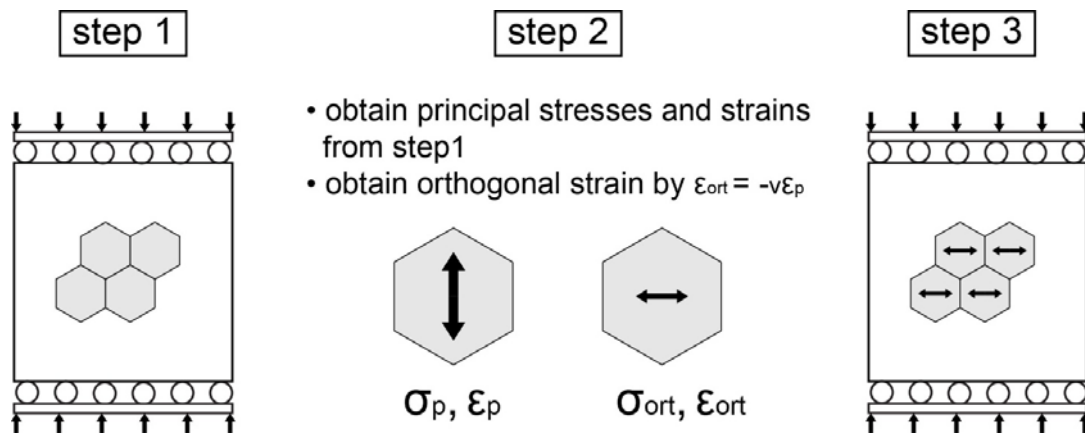 step 1
step 2
step 3
• obtain principal stresses and strains
from step1
• obtain orthogonal strain by εort = -νεp
σp, εp
σort, εort